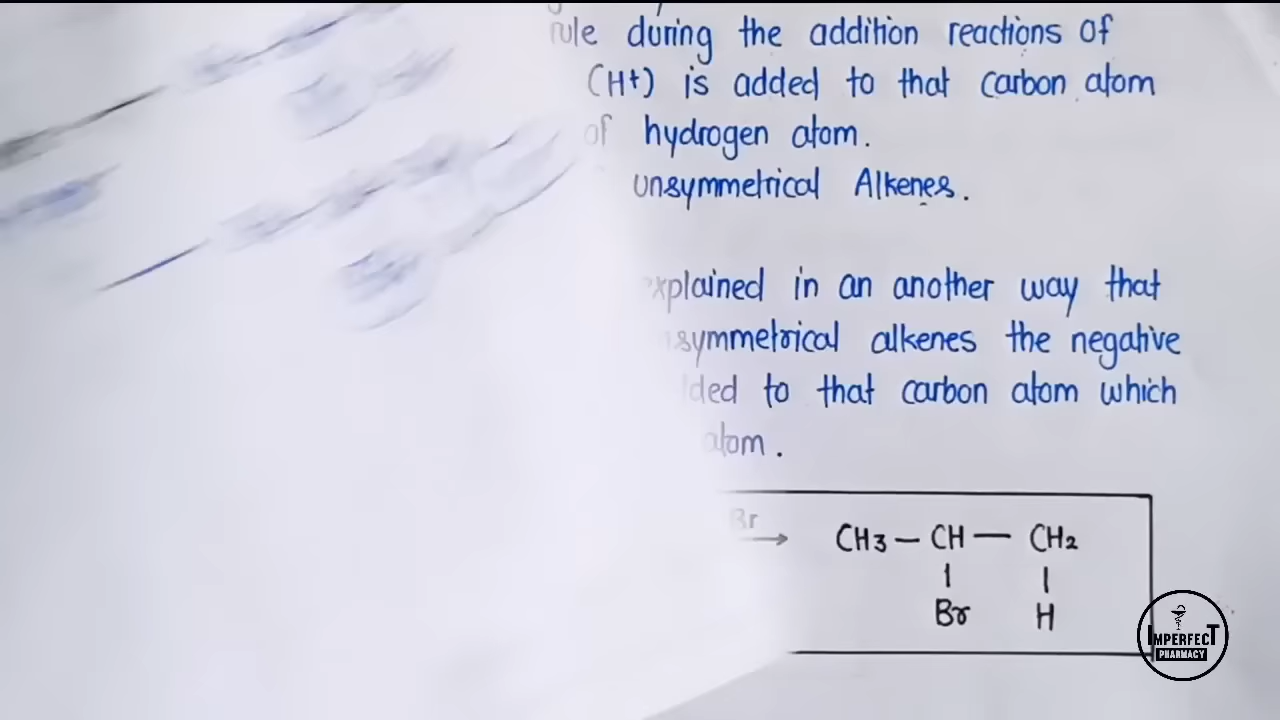 rule during the addition reactions of
(H+) is added to that carbon atom
of hydrogen atom.
unsymmetrical Alkenes.
explained in an another way that
symmetrical alkenes the negative
ded to that carbon atom which
atom.
Br
CH3 — CH — CH2
Br H
IMPERFECT
PHARMACY